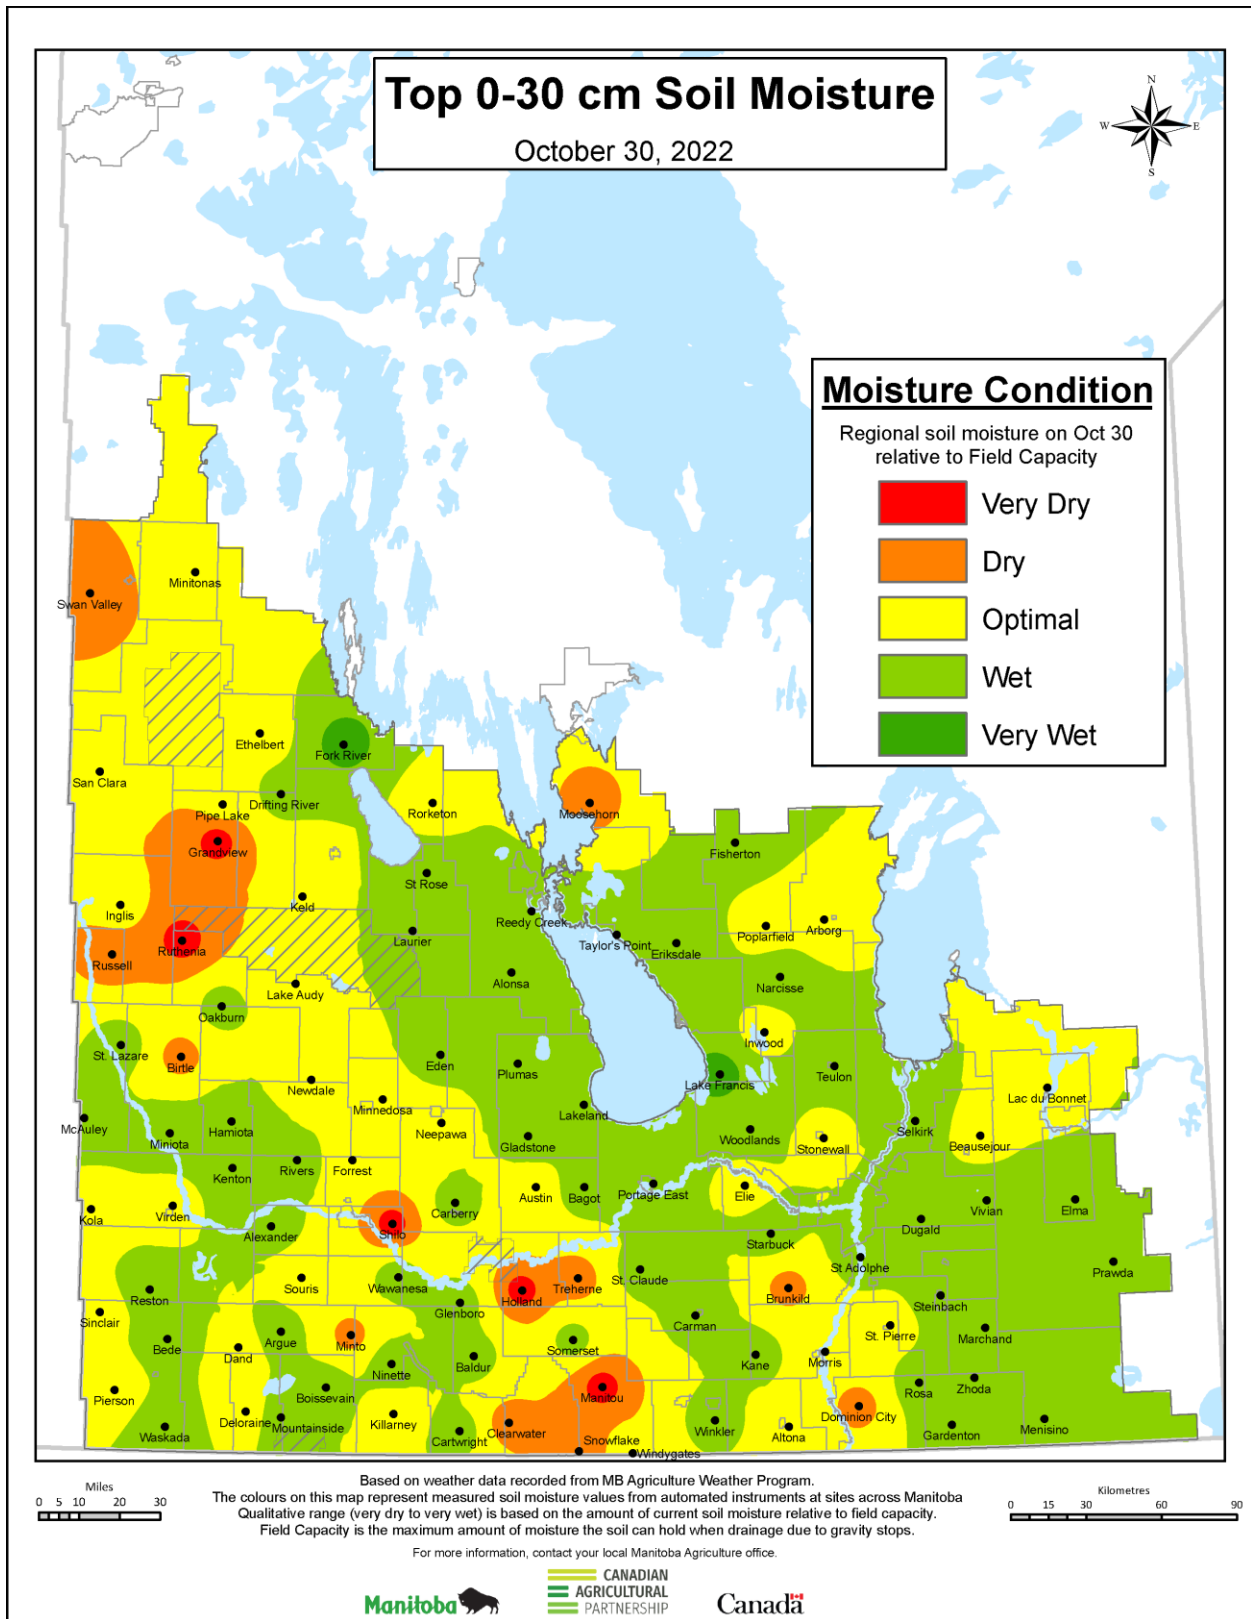 Top 0-30 cm Soil Moisture
October 30, 2022
N
W
E
S
Moisture Condition
Regional soil moisture on Oct 30
relative to Field Capacity
Very Dry
Dry
Optimal
Wet
Very Wet
Minitonas
Swan Valley
Ethelbert
Fork River
San Clara
Drifting River
Pipe Lake
Rorketon
Moosehorn
Grandview
Fisherton
St Rose
Keld
Inglis
Reedy Creek
Poplarfield
Arborg
Laurier
Taylor's Point
Eriksdale
Ruthenia
Russell
Alonsa
Narcisse
Lake Audy
Oakburn
Inwood
St. Lazare
Birtle
Eden
Plumas
Teulon
Lake Francis
Newdale
Lac du Bonnet
Minnedosa
Lakeland
McAuley
Hamiota
Neepawa
Miniota
Gladstone
Woodlands
Selkirk
Stonewall
Beausejour
Rivers
Forrest
Kenton
Austin
Bagot
Portage East
Elie
Vivian
Elma
Kola
Virden
Carberry
Alexander
Shilo
Dugald
Starbuck
St Adolphe
Prawda
St. Claude
Souris
Wawanesa
Treherne
Reston
Holland
Brunkild
Steinbach
Glenboro
Sinclair
Carman
St. Pierre
Marchand
Bede
Argue
Minto
Somerset
Dand
Baldur
Kane
Morris
Ninette
Pierson
Boissevain
Manitou
Rosa
Zhoda
Deloraine
Mountainside
Killarney
Dominion City
Waskada
Cartwright
Clearwater
Winkler
Altona
Gardenton
Menisino
Snowflake
Windygates
Miles
0 5 10 20 30
Kilometres
0 15 30 60 90
Based on weather data recorded from MB Agriculture Weather Program.
The colours on this map represent measured soil moisture values from automated instruments at sites across Manitoba
Qualitative range (very dry to very wet) is based on the amount of current soil moisture relative to field capacity.
Field Capacity is the maximum amount of moisture the soil can hold when drainage due to gravity stops.
For more information, contact your local Manitoba Agriculture office.
Manitoba
CANADIAN
AGRICULTURAL
PARTNERSHIP
Canada